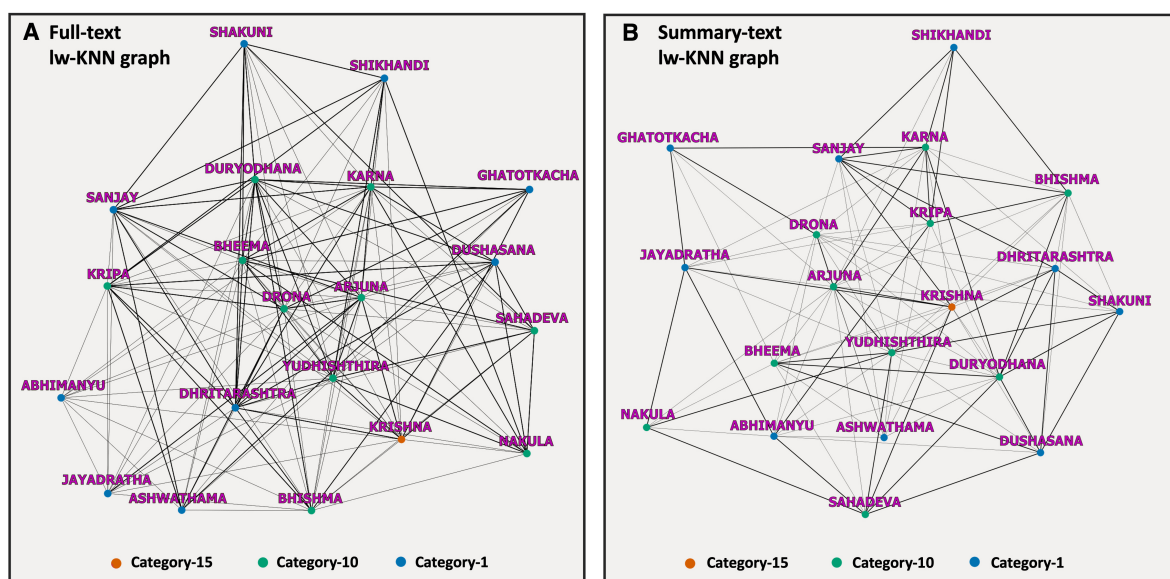 A Full-text
lw-KNN graph
SHAKUNI
SHIKHANDI
DURYODHANA
KARNA
GHATOTKACHA
SANJAY
BHEEMA
DUSHASANA
KRIPA
DRONA
ARJUNA
SAHADEVA
YUDHISHTHIRA
ABHIMANYU
DHRITARASHTRA
KRISHNA
NAKULA
JAYADRATHA
ASHWATHAMA
BHISHMA
Category-15 Category-10 Category-1
B Summary-text
lw-KNN graph
SHIKHANDI
GHATOTKACHA
KARNA
SANJAY
BHISHMA
KRIPA
DRONA
JAYADRATHA
DHRITARASHTRA
ARJUNA
KRISHNA
SHAKUNI
YUDHISHTHIRA
BHEEMA
DURYODHANA
NAKULA
ABHIMANYU
ASHWATHAMA
DUSHASANA
SAHADEVA
Category-15 Category-10 Category-1